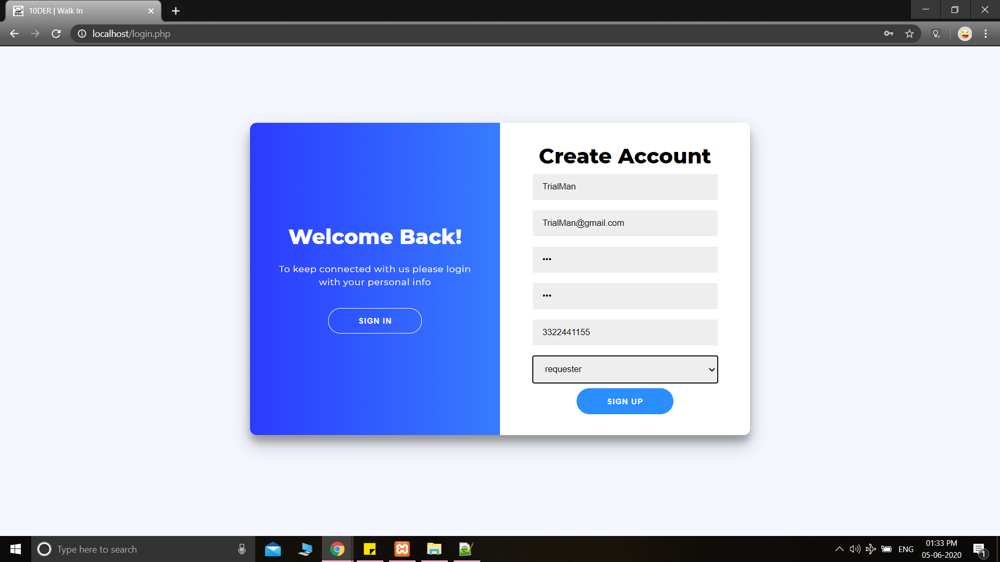 10DER | Walk In
localhost/login.php
Welcome Back!
To keep connected with us please login
with your personal info
SIGN IN
Create Account
TrialMan
TrialMan@gmail.com
•••
•••
3322441155
requester
SIGN UP
Type here to search
ENG
01:33 PM
05-06-2020
1